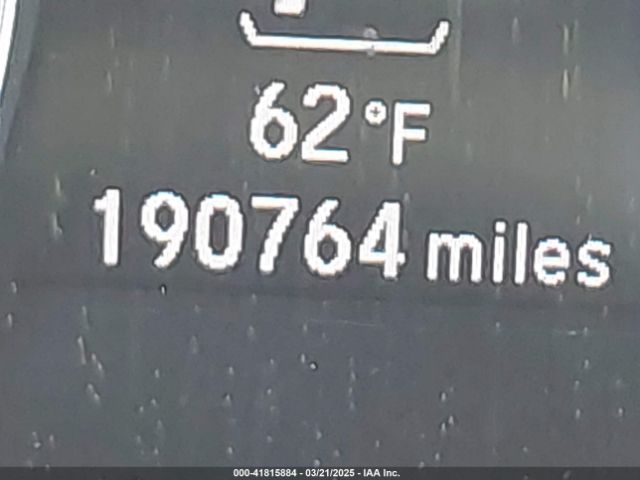 62°F
190764 miles
000-41815884 - 03/21/2025 - IAA Inc.